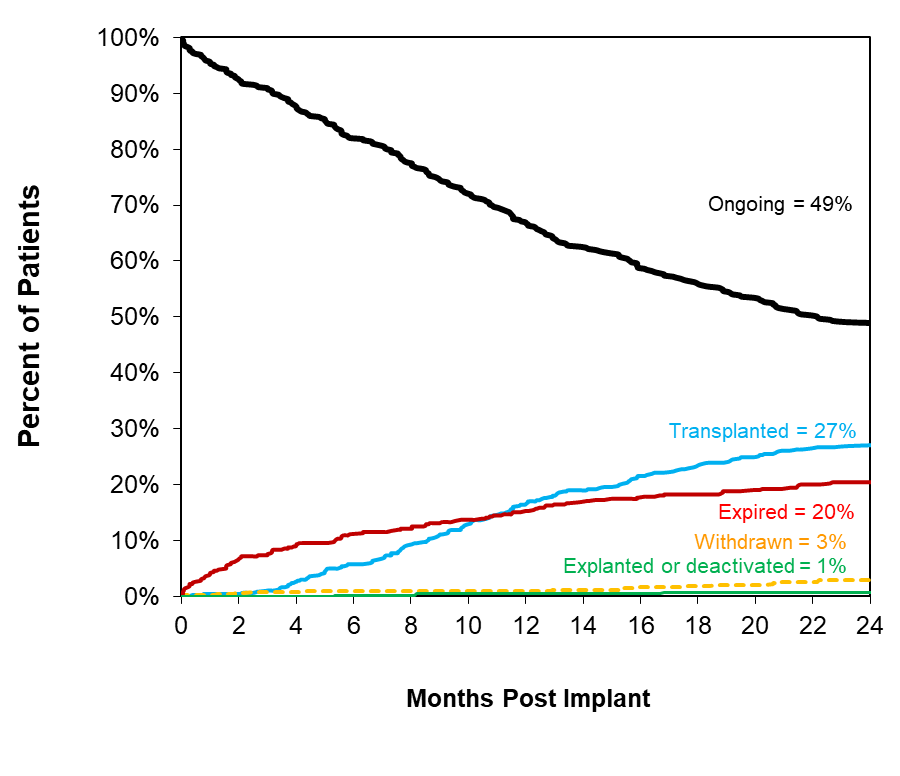 100%
90%
80%
70%
60%
50%
40%
30%
20%
10%
0%
Percent of Patients
Ongoing = 49%
Transplanted = 27%
Expired = 20%
Withdrawn = 3%
Explanted or deactivated = 1%
0 2 4 6 8 10 12 14 16 18 20 22 24
Months Post Implant